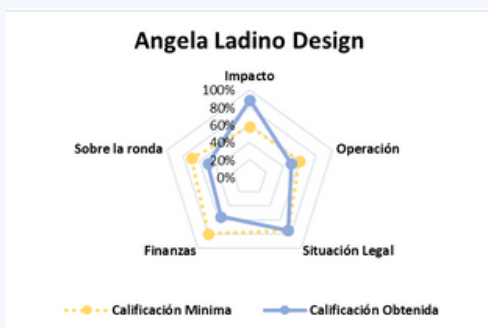 Angela Ladino Design
Impacto
100%
80%
60%
40%
20%
0%
Sobre la ronda
Operación
Finanzas
Situación Legal
Calificación Minima
Calificación Obtenida